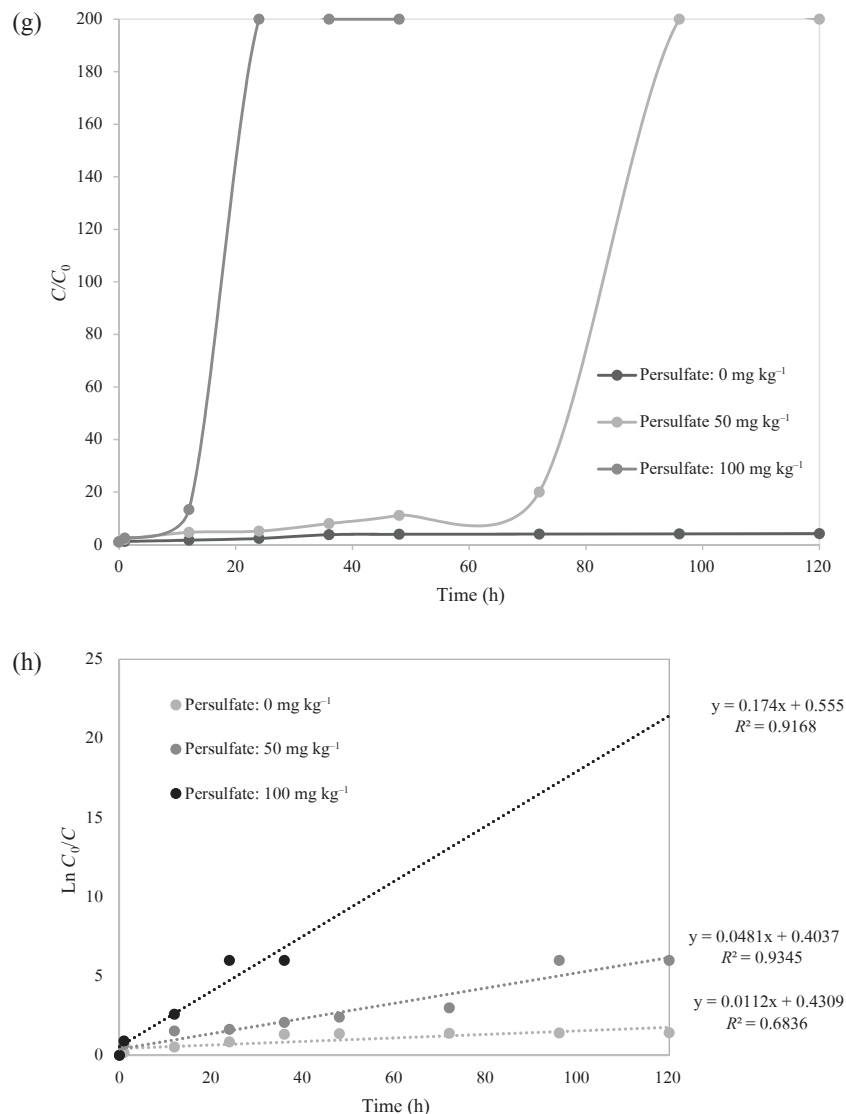 (g)
200
180
160
140
120
100
80
60
40
20
0
C/C₀
Persulfate: 0 mg kg⁻¹
Persulfate 50 mg kg⁻¹
Persulfate: 100 mg kg⁻¹
0 20 40 60 80 100 120
Time (h)
(h)
25
20
15
10
5
0
Ln C₀/C
Persulfate: 0 mg kg⁻¹
Persulfate: 50 mg kg⁻¹
Persulfate: 100 mg kg⁻¹
y = 0.174x + 0.555
R² = 0.9168
y = 0.0481x + 0.4037
R² = 0.9345
y = 0.0112x + 0.4309
R² = 0.6836
0 20 40 60 80 100 120
Time (h)